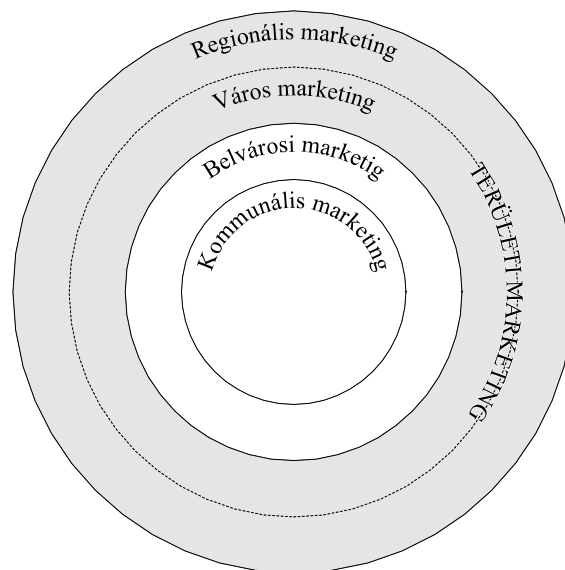 Regionális marketing
Város marketing
Belvárosi marketig
Kommunális marketing
TERÜLETI MARKETING